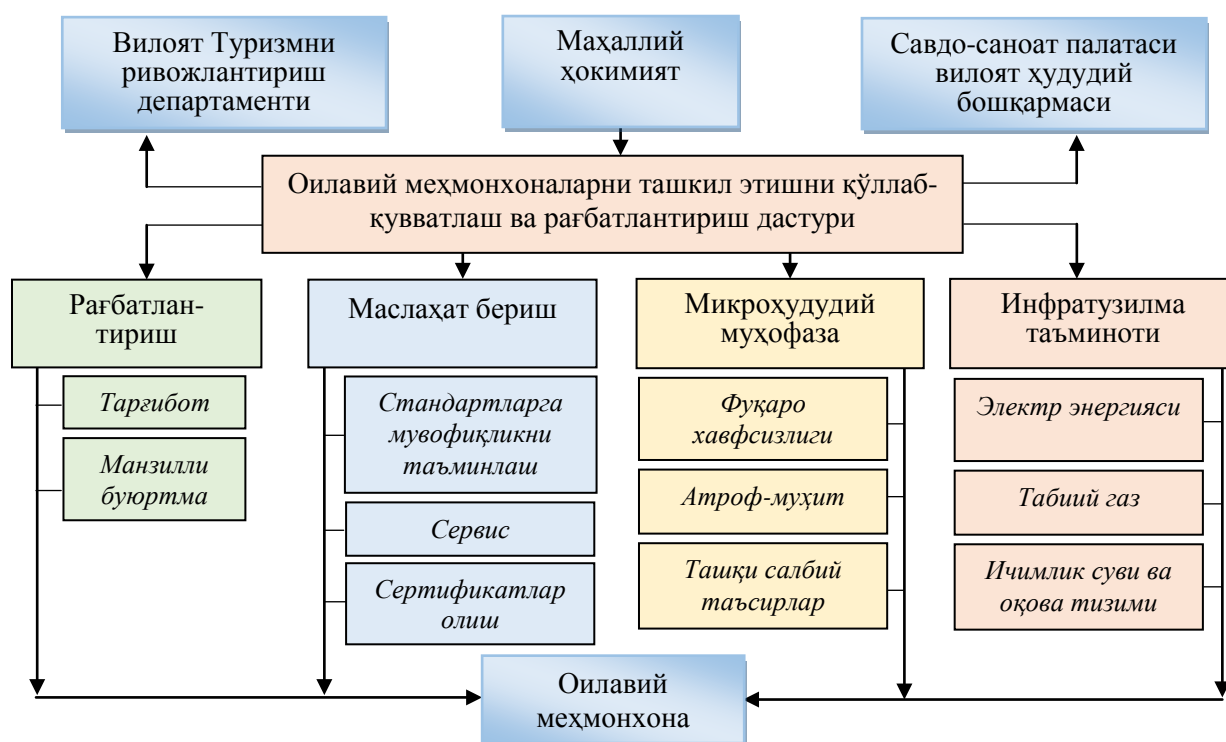 Вилоят Туризмни
ривожлантириш
департаменти
Маҳаллий
ҳокимият
Савдо-саноат палатаси
вилоят ҳудудий
бошқармаси
Оилавий меҳмонхоналарни ташкил этишни қўллаб-
қувватлаш ва рағбатлантириш дастури
Рағбатлан-
тириш
Маслаҳат бериш
Микроҳудудий
муҳофаза
Инфратузилма
таъминоти
Тарғибот
Манзилли
буюртма
Стандартларга
мувофиқликни
таъминлаш
Сервис
Сертификатлар
олиш
Фуқаро
хавфсизлиги
Атроф-муҳит
Ташқи салбий
таъсирлар
Электр энергияси
Табиий газ
Ичимлик суви ва
оқова тизими
Оилавий
меҳмонхона